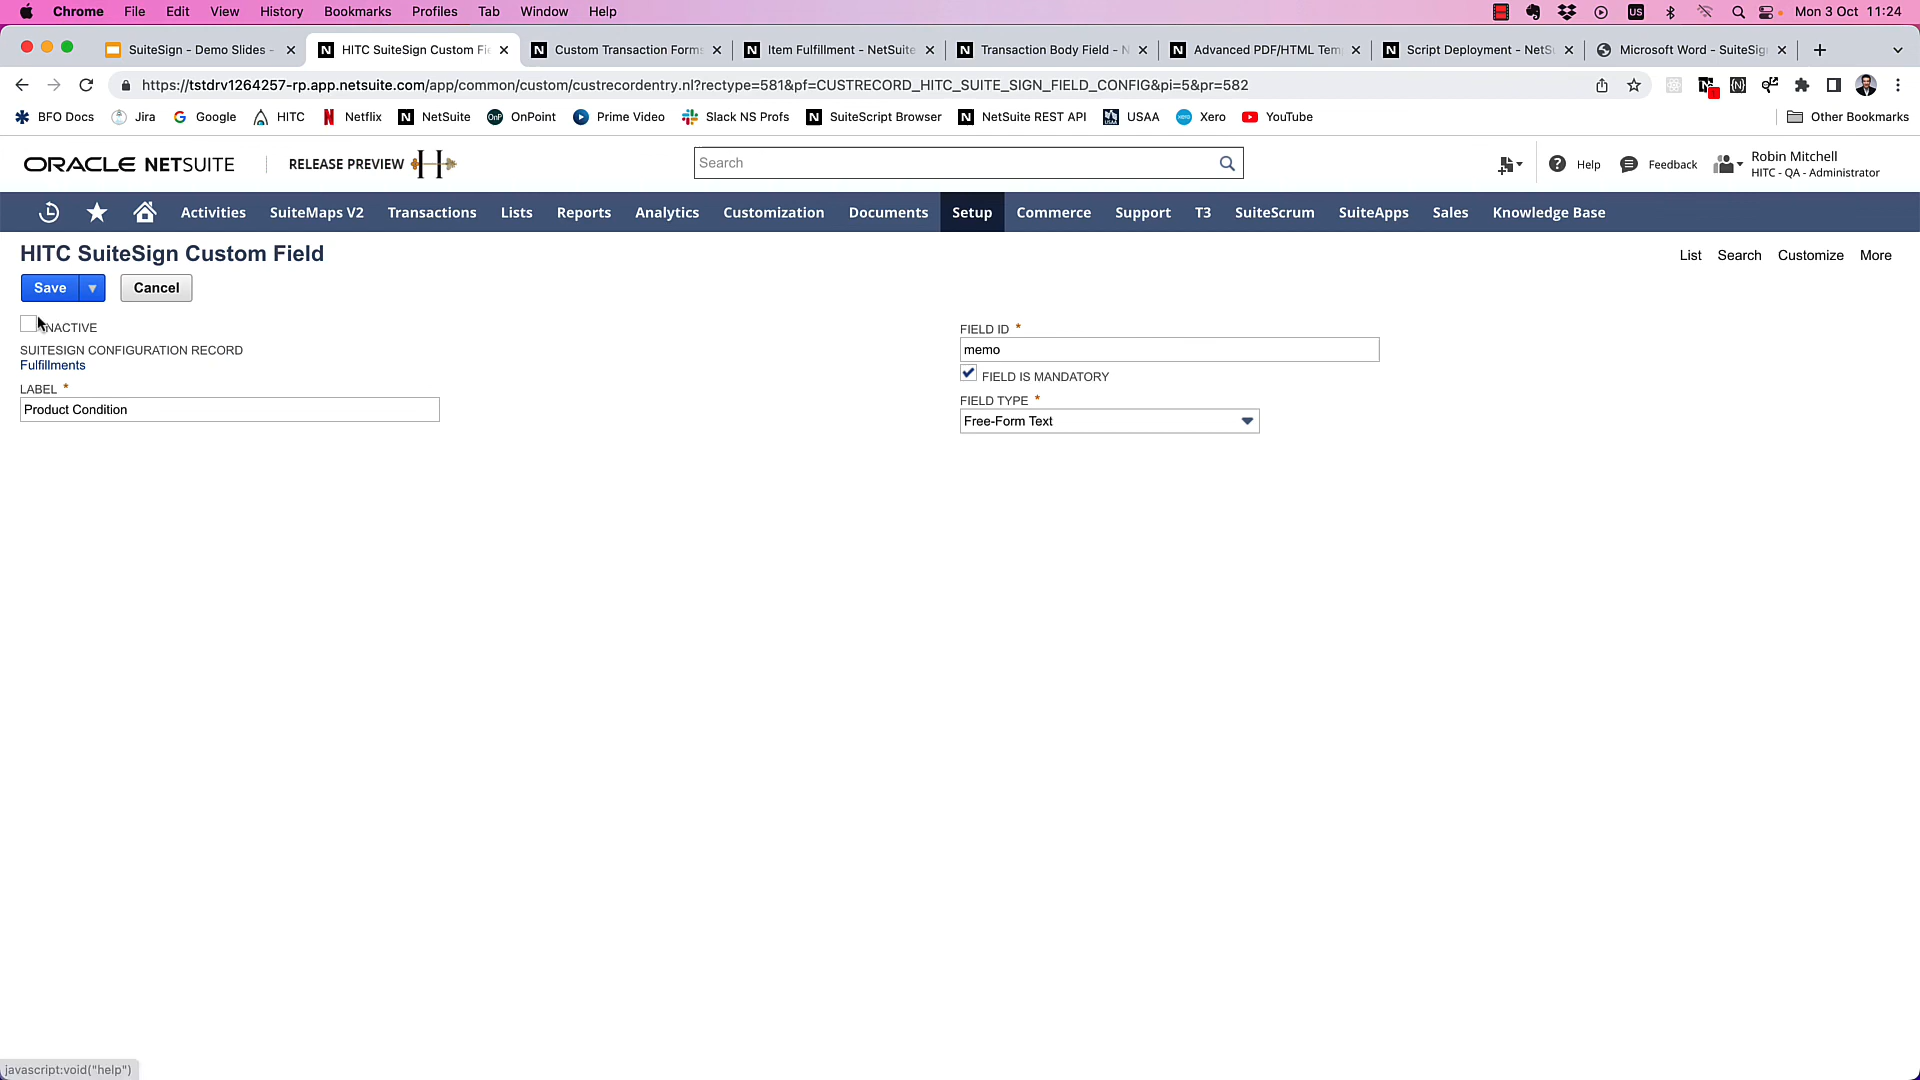 Chrome File Edit View History Bookmarks Profiles Tab Window Help US Mon 3 Oct 11:24
SuiteSign - Demo Slides - HITC SuiteSign Custom Fie Custom Transaction Forms Item Fulfillment - NetSuite Transaction Body Field - N Advanced PDF/HTML Tem Script Deployment - NetS Microsoft Word - SuiteSig
https://tstdrv1264257-rp.app.netsuite.com/app/common/custom/custrecordentry.nl?rectype=581&pf=CUSTRECORD_HITC_SUITE_SIGN_FIELD_CONFIG&pi=5&pr=582
BFO Docs Jira Google HITC Netflix NetSuite OnPoint Prime Video Slack NS Profs SuiteScript Browser NetSuite REST API USAA Xero YouTube Other Bookmarks
ORACLE NETSUITE RELEASE PREVIEW H Search Help Feedback Robin Mitchell
HITC - QA - Administrator
Activities SuiteMaps V2 Transactions Lists Reports Analytics Customization Documents Setup Commerce Support T3 SuiteScrum SuiteApps Sales Knowledge Base
HITC SuiteSign Custom Field List Search Customize More
Save Cancel
INACTIVE
SUITESIGN CONFIGURATION RECORD
Fulfillments
LABEL *
Product Condition
FIELD ID *
memo
FIELD IS MANDATORY
FIELD TYPE *
Free-Form Text
javascript:void("help")